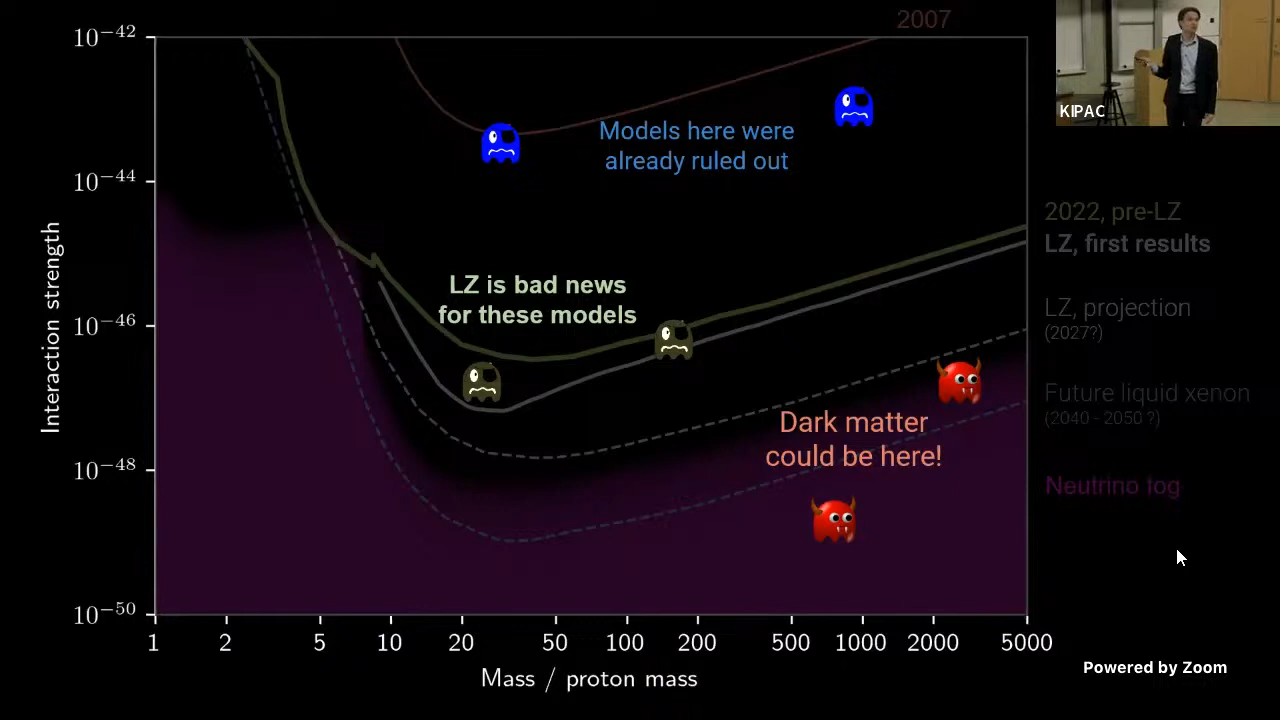 2007
KIPAC
10−42
10−44
10−46
10−48
10−50
Interaction strength
Models here were
already ruled out
LZ is bad news
for these models
Dark matter
could be here!
2022, pre-LZ
LZ, first results
LZ, projection
(2027?)
Future liquid xenon
(2040 - 2050 ?)
Neutrino fog
1 2 5 10 20 50 100 200 500 1000 2000 5000
Mass / proton mass
Powered by Zoom